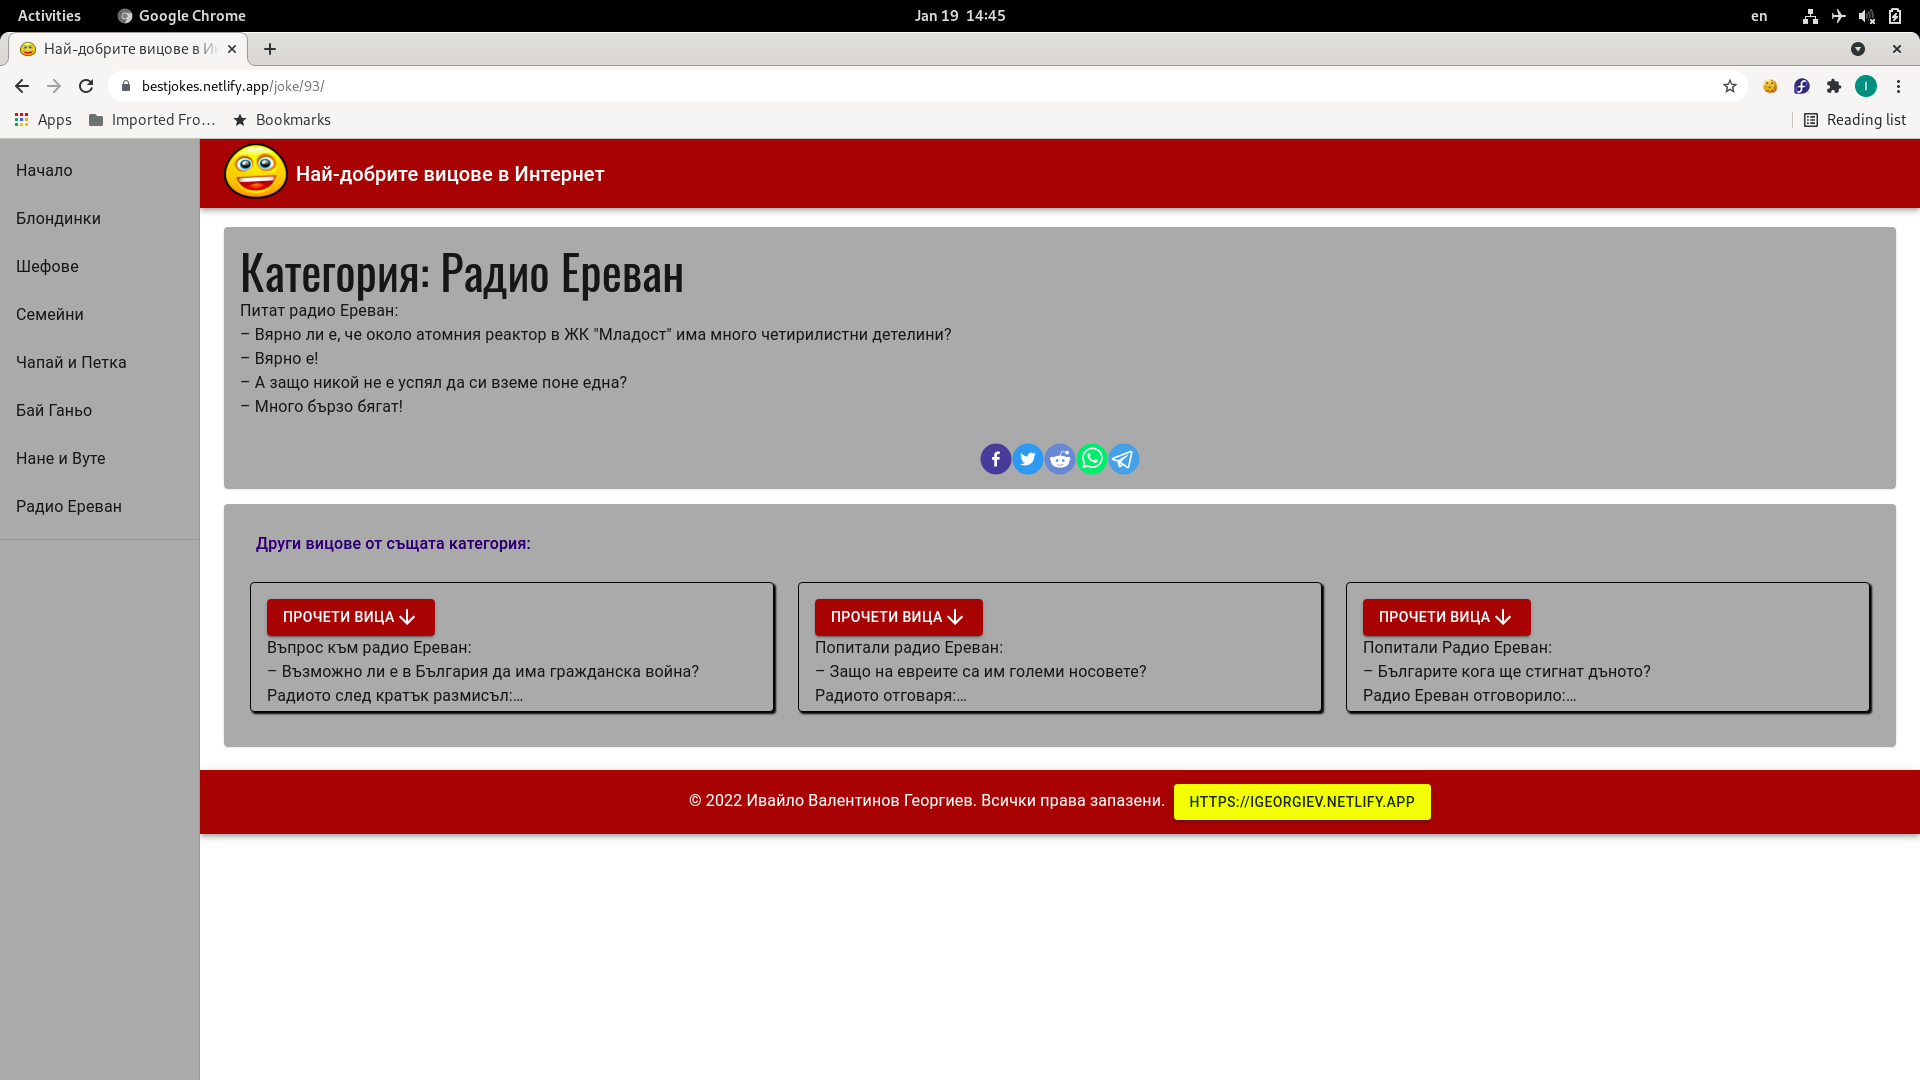 Activities
Google Chrome
Jan 19 14:45
en
Най-добрите вицове в И
bestjokes.netlify.app/joke/93/
Apps
Imported Fro…
Bookmarks
Reading list
Начало
Блондинки
Шефове
Семейни
Чапай и Петка
Бай Ганьо
Нане и Вуте
Радио Ереван
Най-добрите вицове в Интернет
Категория: Радио Ереван
Питат радио Ереван:
– Вярно ли е, че около атомния реактор в ЖК "Младост" има много четирилистни детелини?
– Вярно е!
– А защо никой не е успял да си вземе поне една?
– Много бързо бягат!
Други вицове от същата категория:
ПРОЧЕТИ ВИЦА
Въпрос към радио Ереван:
– Възможно ли е в България да има гражданска война?
Радиото след кратък размисъл:…
ПРОЧЕТИ ВИЦА
Попитали радио Ереван:
– Защо на евреите са им големи носовете?
Радиото отговаря:…
ПРОЧЕТИ ВИЦА
Попитали Радио Ереван:
– Българите кога ще стигнат дъното?
Радио Ереван отговорило:…
© 2022 Ивайло Валентинов Георгиев. Всички права запазени.
HTTPS://IGEORGIEV.NETLIFY.APP